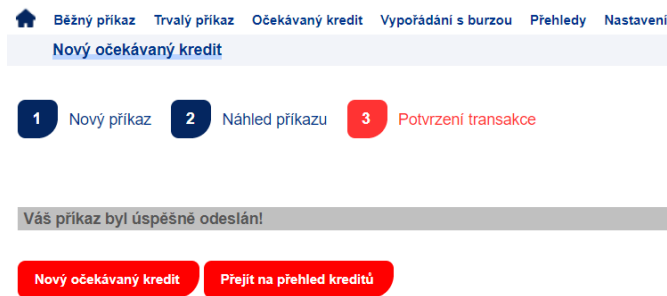 Běžný příkaz Trvalý příkaz Očekávaný kredit Vypořádání s burzou Přehledy Nastavení
Nový očekávaný kredit
1 Nový příkaz 2 Náhled příkazu 3 Potvrzení transakce
Váš příkaz byl úspěšně odeslán!
Nový očekávaný kredit Přejít na přehled kreditů